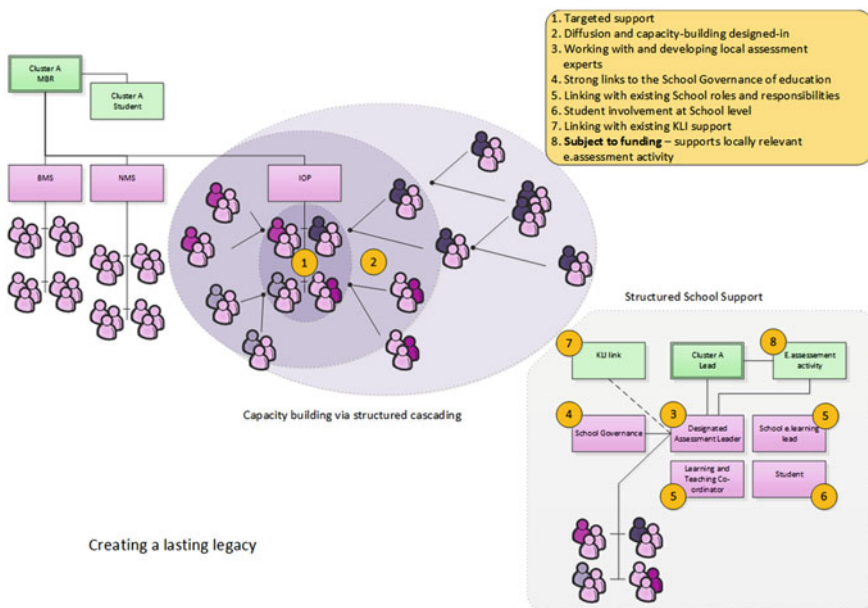 1. Targeted support
2. Diffusion and capacity-building designed-in
3. Working with and developing local assessment
experts
4. Strong links to the School Governance of education
5. Linking with existing School roles and responsibilities
6. Student involvement at School level
7. Linking with existing KLI support
8. Subject to funding – supports locally relevant
e.assessment activity
Cluster A
MBR
Cluster A
Student
BMS
NMS
IOP
1
2
Capacity building via structured cascading
Structured School Support
7
KLI link
Cluster A
Lead
8
E.assessement
activity
4
School Governance
3
Designated
Assessment Leader
5
School e.learning
lead
Learning and
Teaching Co-
ordinator
5
Student
6
Creating a lasting legacy